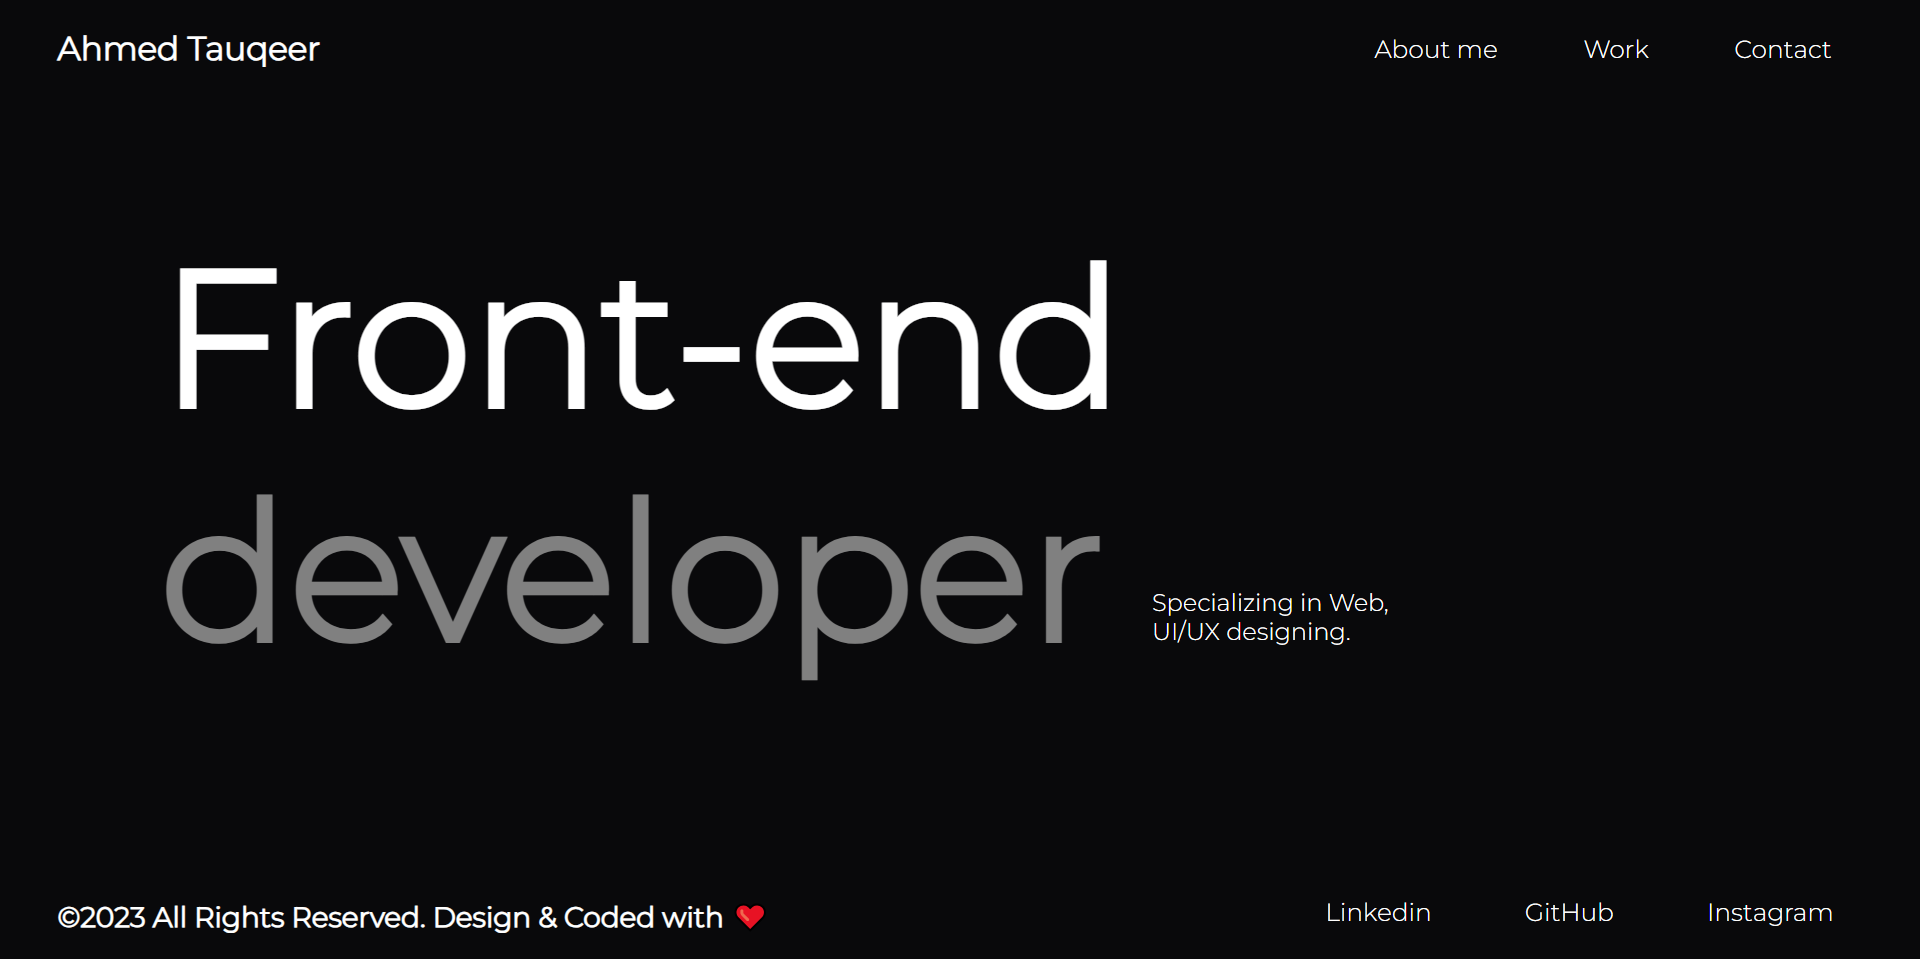 Ahmed Tauqeer
About me
Work
Contact
Front-end
developer
Specializing in Web,
UI/UX designing.
©2023 All Rights Reserved. Design & Coded with ❤️
Linkedin
GitHub
Instagram